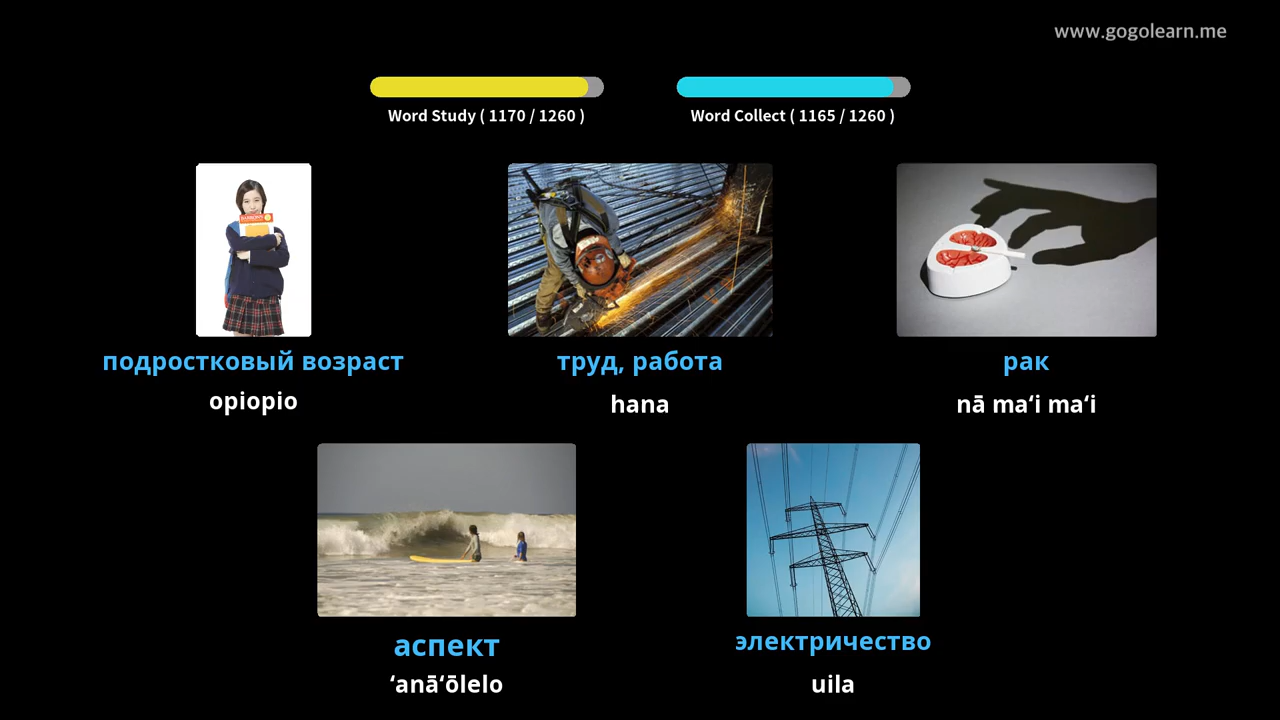 www.gogolearn.me
Word Study ( 1170 / 1260 )
Word Collect ( 1165 / 1260 )
подростковый возраст
opiopio
труд, работа
hana
рак
nā maʻi maʻi
аспект
ʻanāʻōlelo
электричество
uila